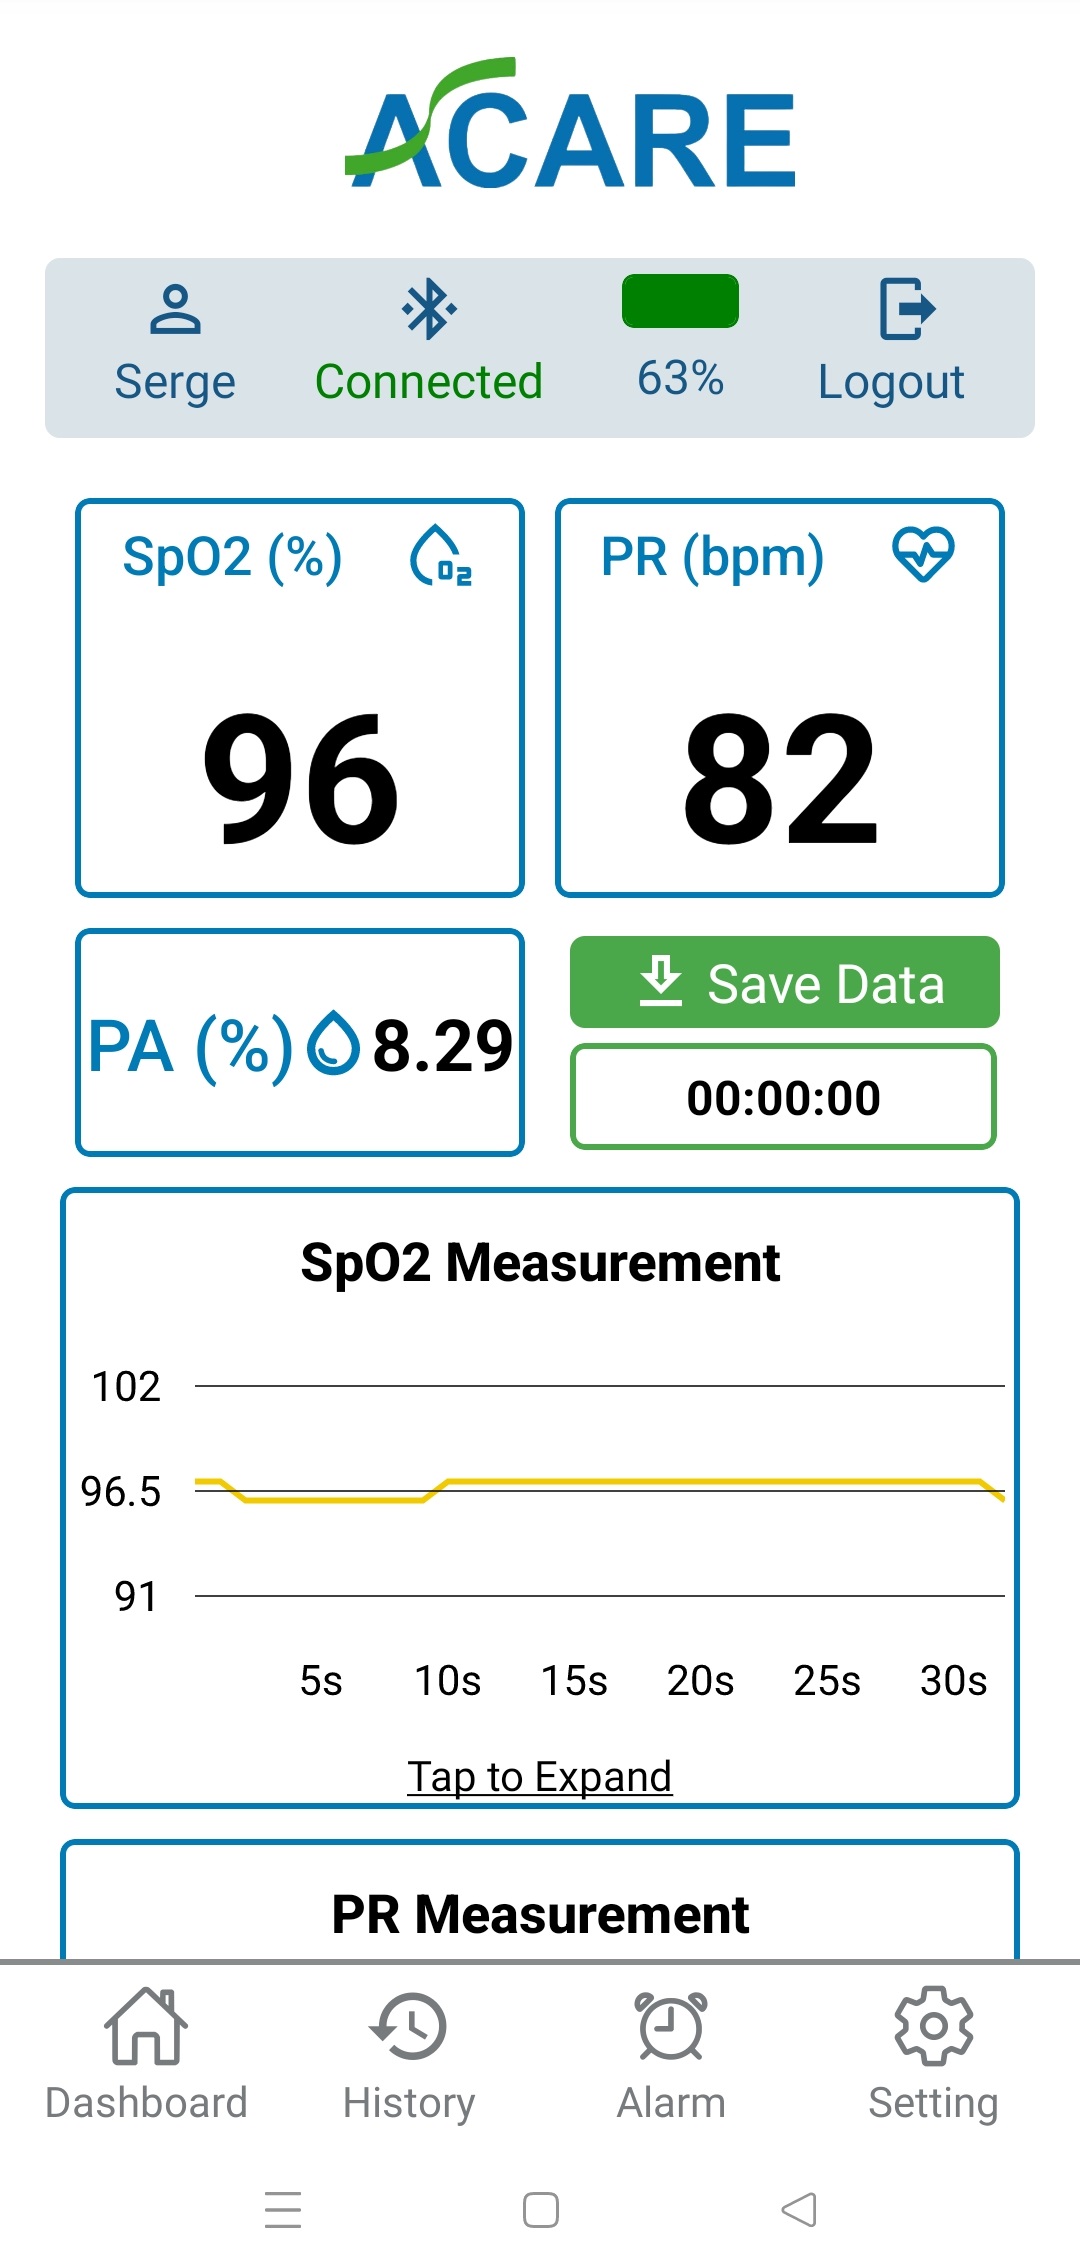 ACARE
Serge
Connected
63%
Logout
SpO2 (%)
O2
PR (bpm)
96
82
PA (%) 8.29
Save Data
00:00:00
SpO2 Measurement
102
96.5
91
5s 10s 15s 20s 25s 30s
Tap to Expand
PR Measurement
Dashboard
History
Alarm
Setting